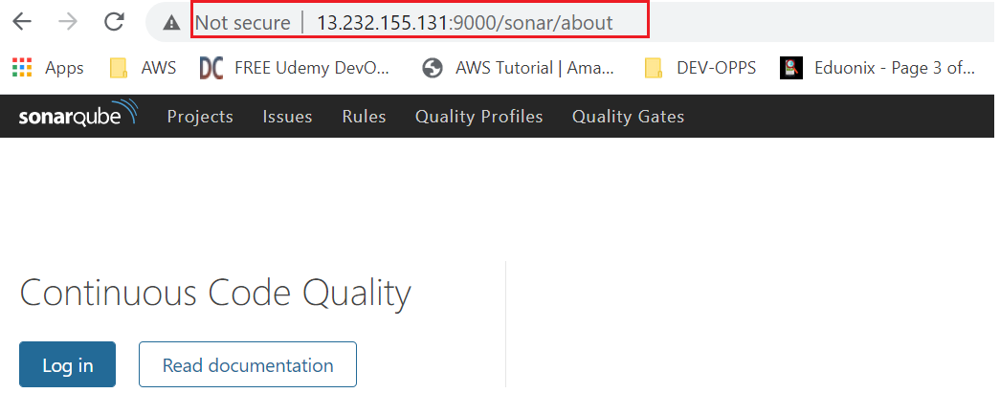 Not secure | 13.232.155.131:9000/sonar/about
Apps AWS DC FREE Udemy DevO... AWS Tutorial | Ama... DEV-OPPS Eduonix - Page 3 of...
sonarqube Projects Issues Rules Quality Profiles Quality Gates
Continuous Code Quality
Log in Read documentation